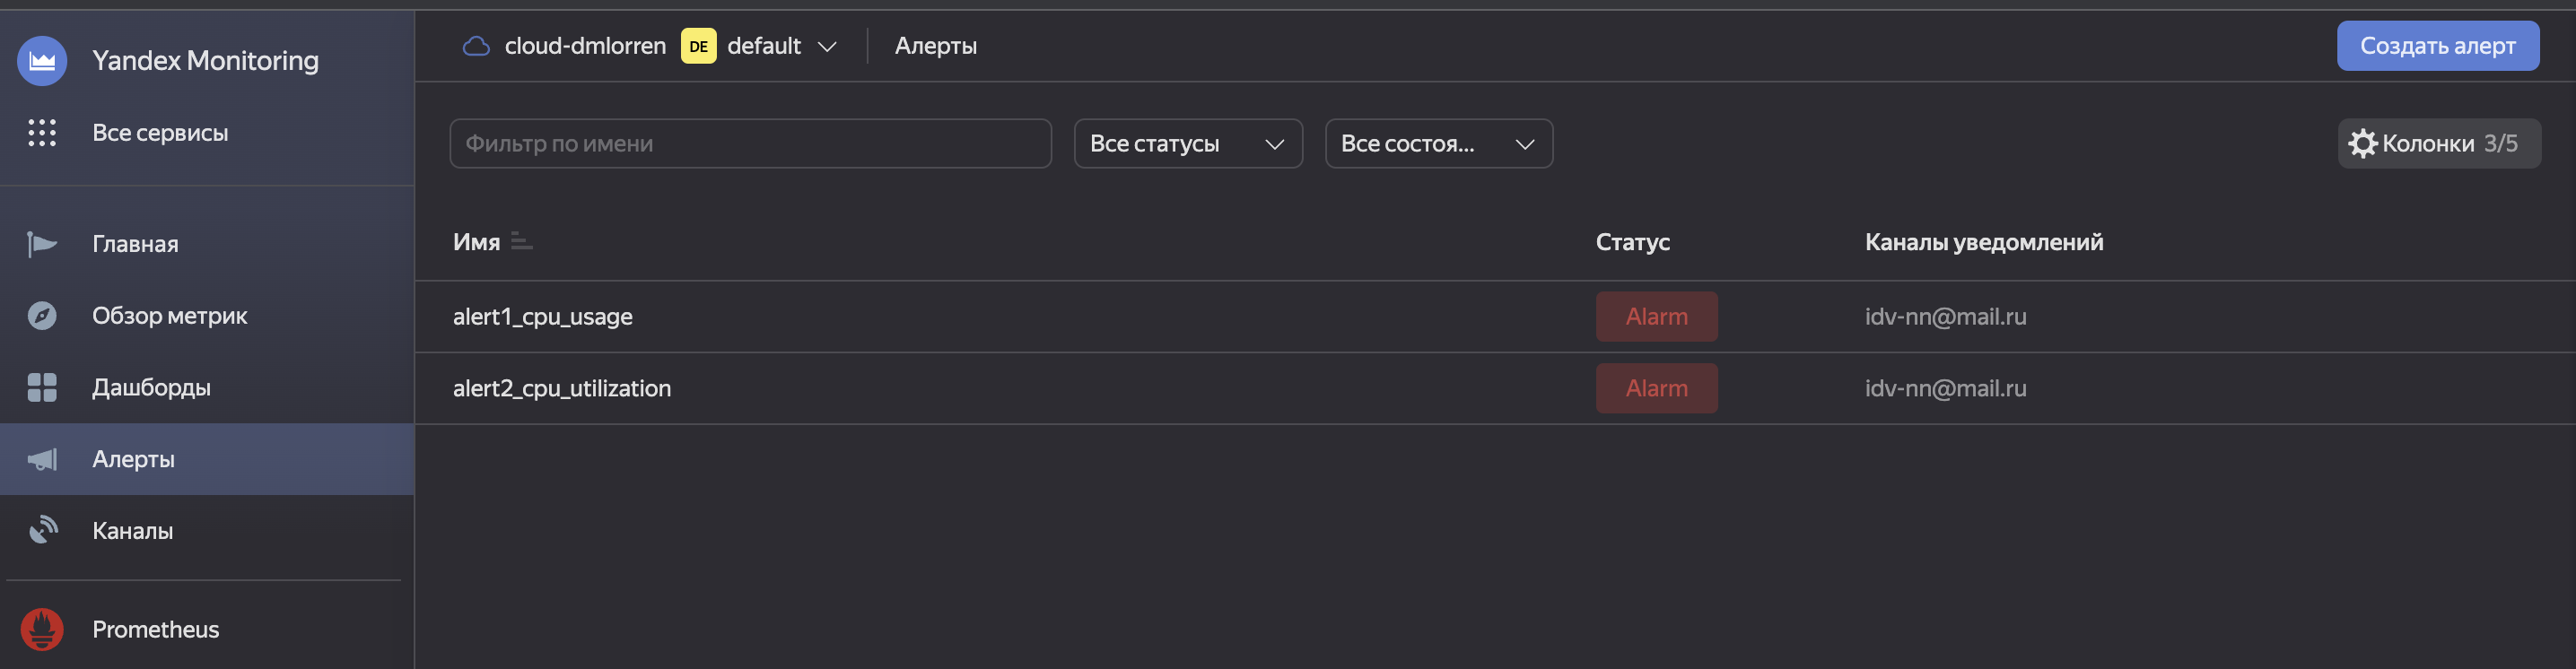 Yandex Monitoring
Все сервисы
Главная
Обзор метрик
Дашборды
Алерты
Каналы
Prometheus
cloud-dmlorren DE default Алерты Создать алерт
Фильтр по имени Все статусы Все состоя... Колонки 3/5
Имя Статус Каналы уведомлений
alert1_cpu_usage Alarm idv-nn@mail.ru
alert2_cpu_utilization Alarm idv-nn@mail.ru